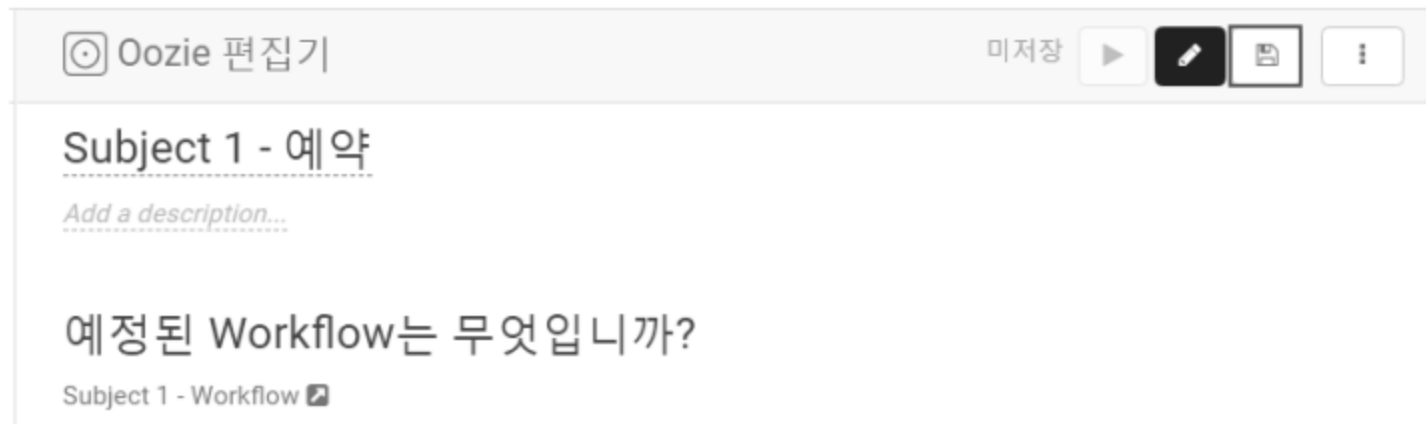 Oozie 편집기
미저장
Subject 1 - 예약
Add a description...
예정된 Workflow는 무엇입니까?
Subject 1 - Workflow